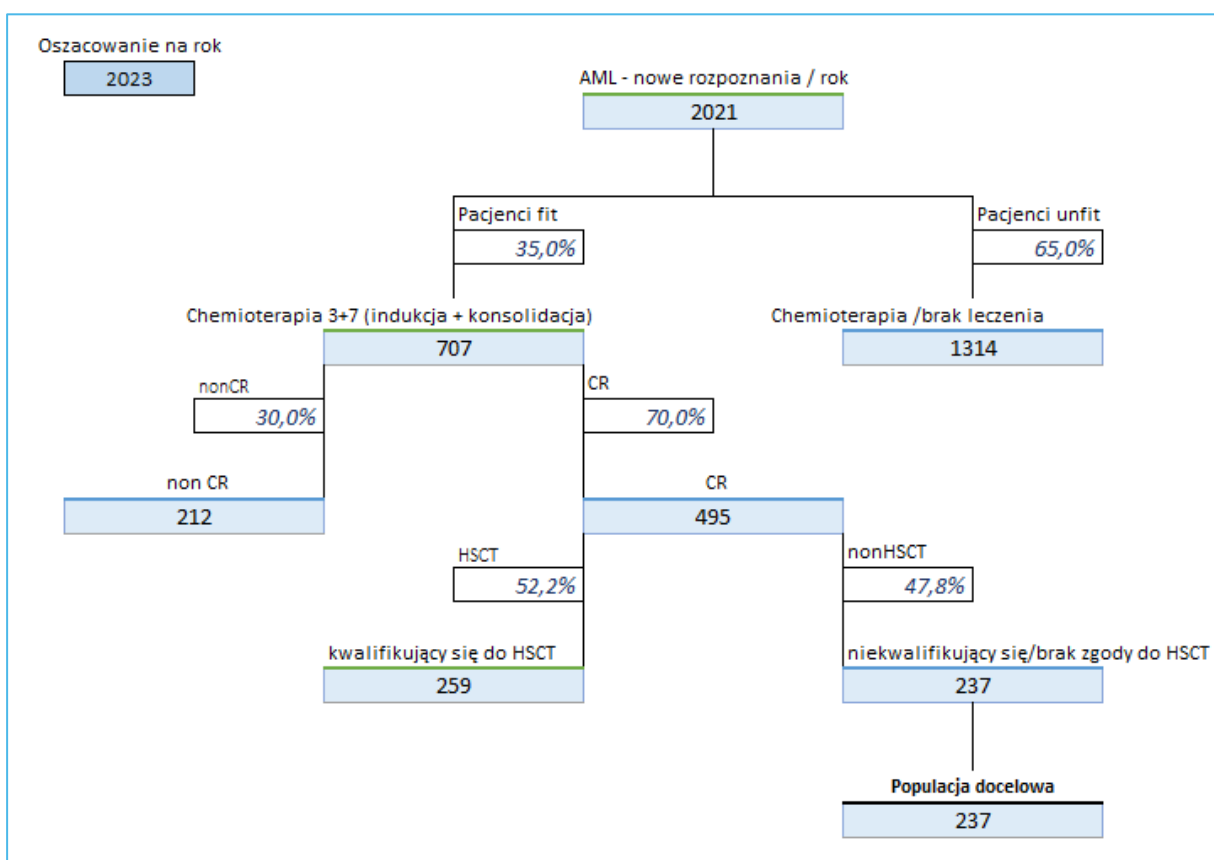 Oszacowanie na rok
2023
AML - nowe rozpoznania / rok
2021
Pacjenci fit
35,0%
Pacjenci unfit
65,0%
Chemioterapia 3+7 (indukcja + konsolidacja)
707
Chemioterapia /brak leczenia
1314
nonCR
30,0%
CR
70,0%
non CR
212
CR
495
HSCT
52,2%
nonHSCT
47,8%
kwalifikujący się do HSCT
259
niekwalifikujący się/brak zgody do HSCT
237
Populacja docelowa
237